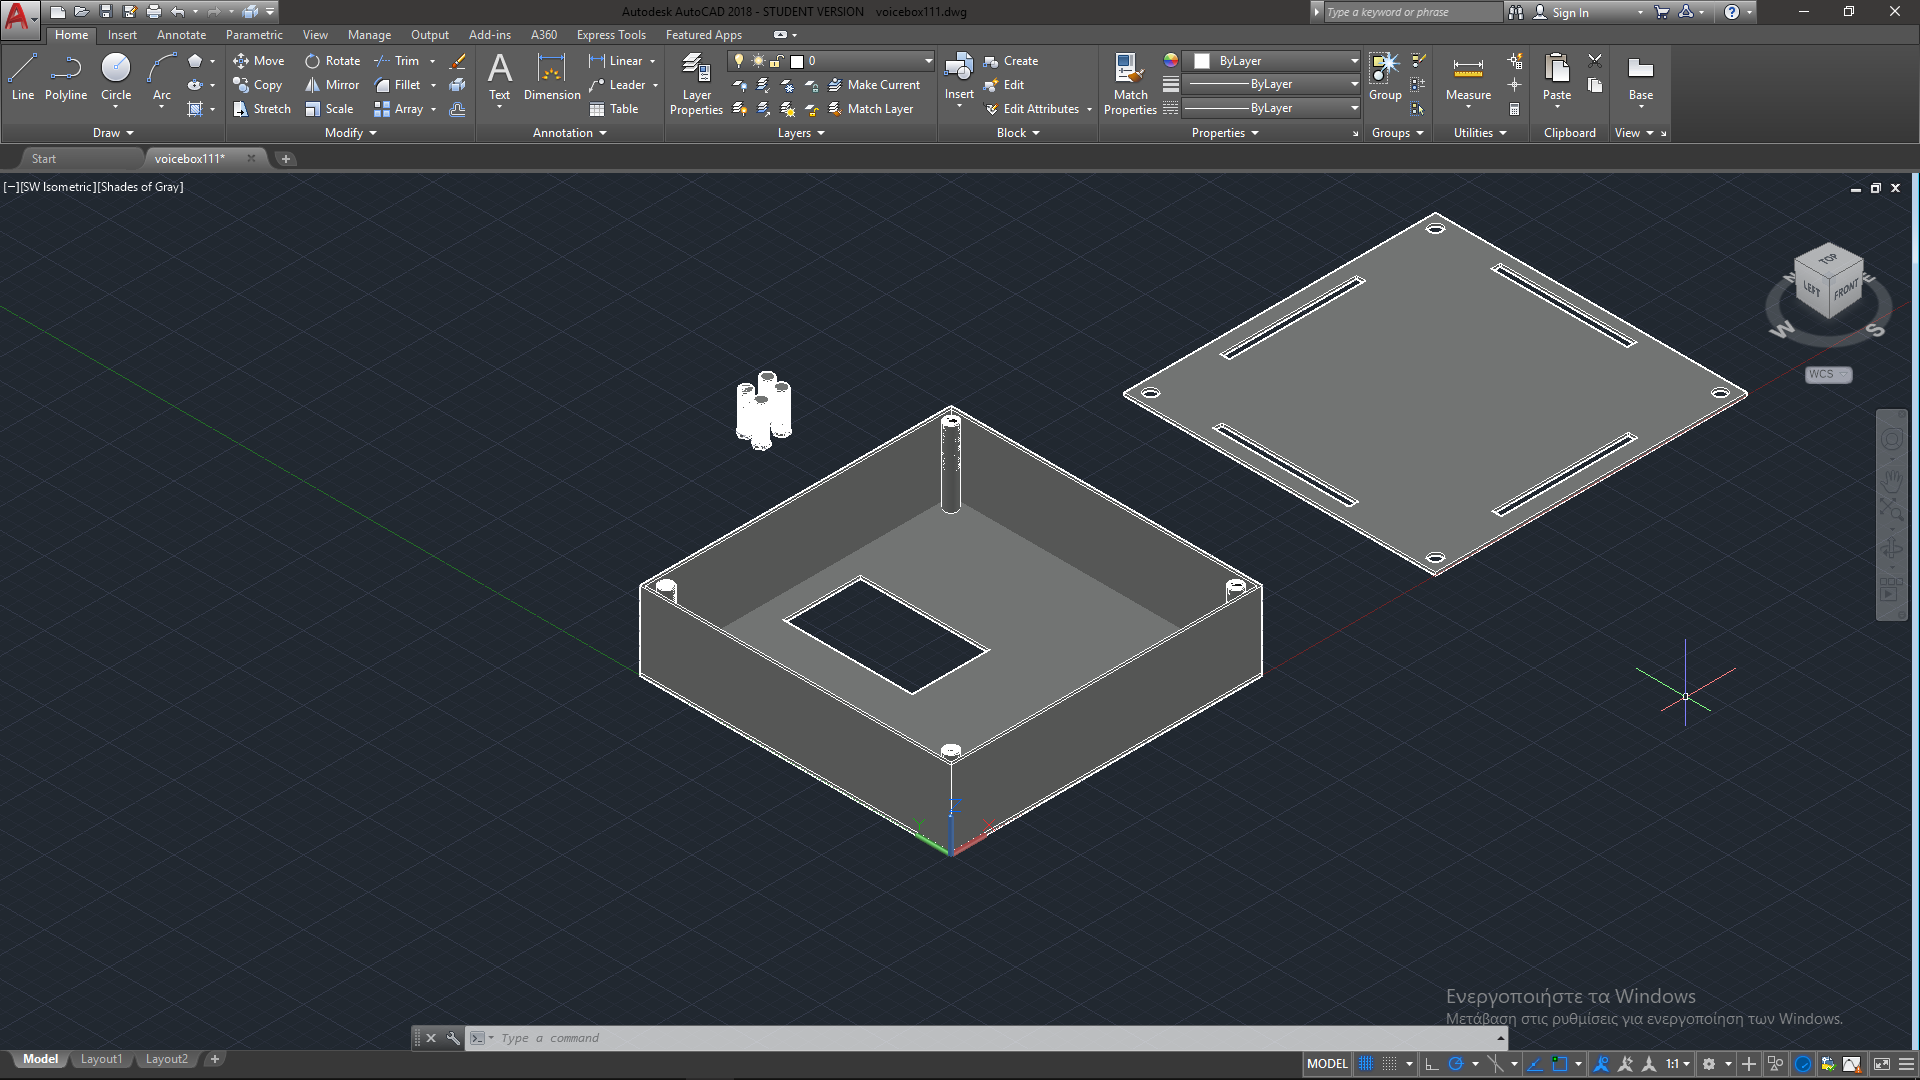 Autodesk AutoCAD 2018 - STUDENT VERSION voicebox111.dwg
Type a keyword or phrase
Sign In
Home Insert Annotate Parametric View Manage Output Add-ins A360 Express Tools Featured Apps
Line Polyline Circle Arc
Move Rotate Trim
Copy Mirror Fillet
Stretch Scale Array
Text Dimension
Linear
Leader
Table
Layer Properties
0
Make Current
Match Layer
Insert
Create
Edit
Edit Attributes
Match Properties
ByLayer
ByLayer
ByLayer
Group
Measure
Paste
Base
Draw Modify Annotation Layers Block Properties Groups Utilities Clipboard View
Start voicebox111*
[−][SW Isometric][Shades of Gray]
TOP
LEFT FRONT
N E
W S
WCS
X
Y
Ενεργοποιήστε τα Windows
Μετάβαση στις ρυθμίσεις για ενεργοποίηση των Windows.
Type a command
Model Layout1 Layout2
MODEL 1:1